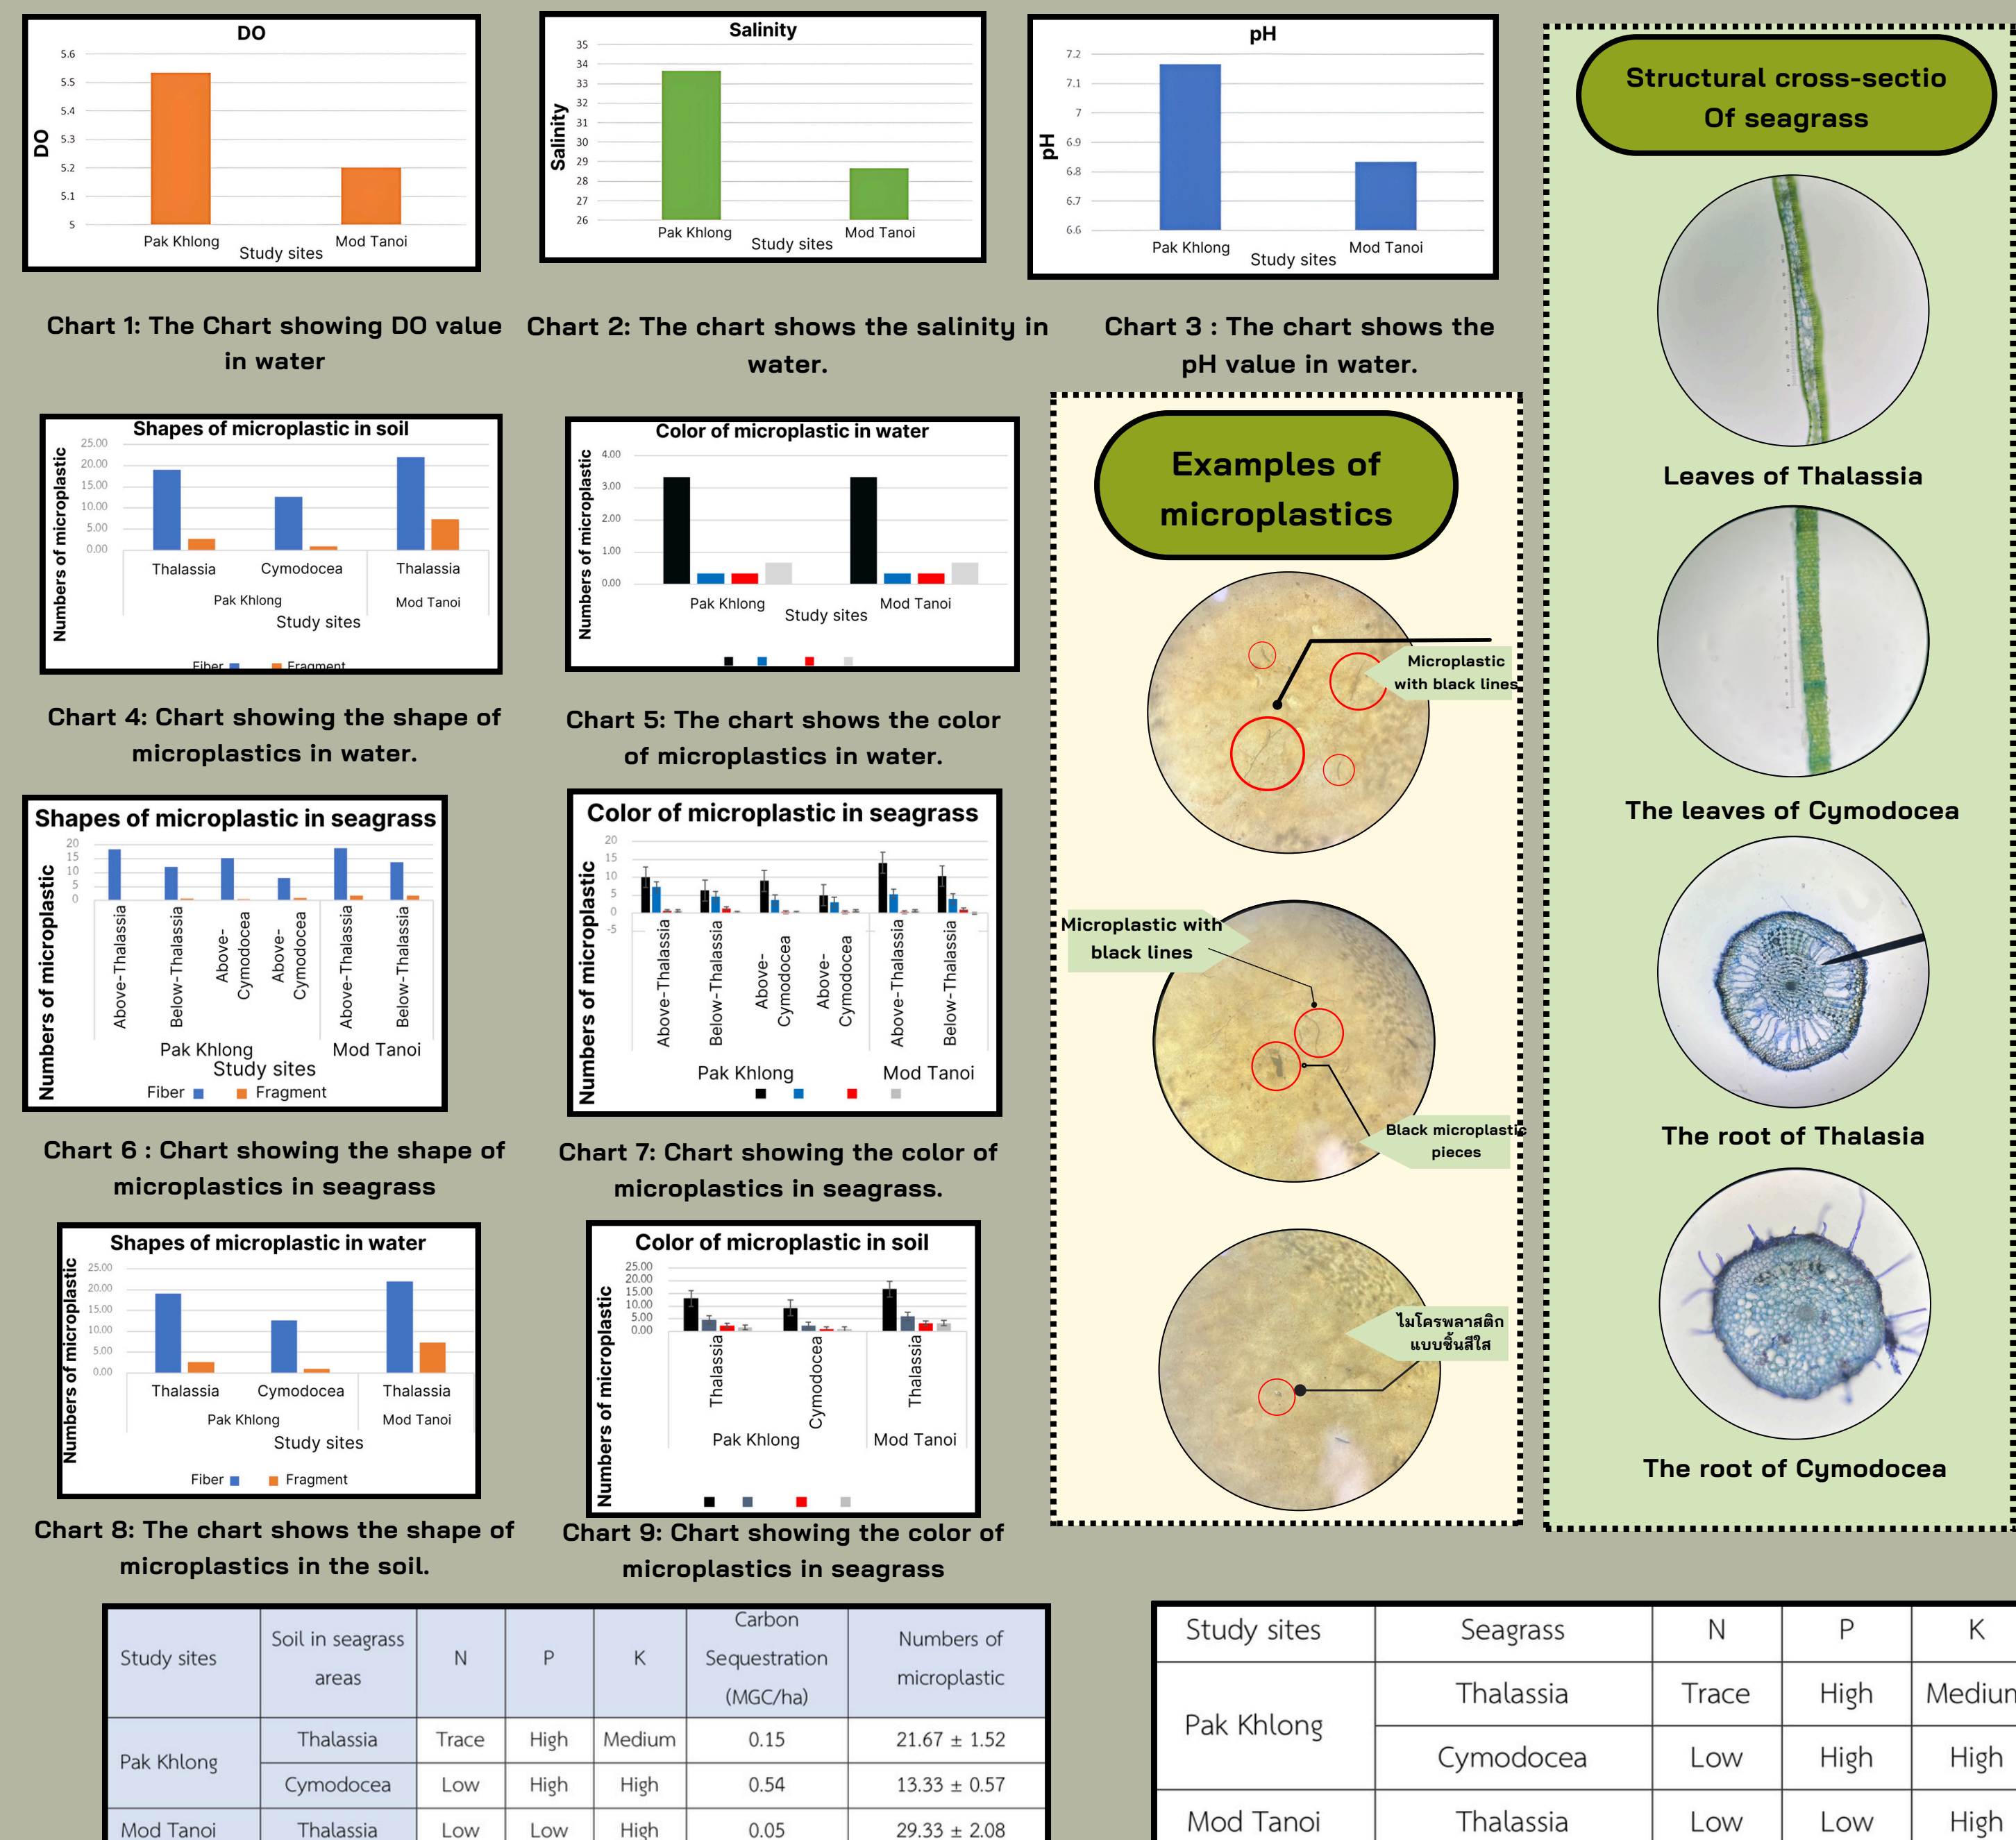 DO
5.6
5.5
5.4
5.3
5.2
5.1
5
DO
Pak Khlong
Mod Tanoi
Study sites
Chart 1: The Chart showing DO value
in water
Salinity
35
34
33
32
31
30
29
28
27
26
Salinity
Pak Khlong
Mod Tanoi
Study sites
Chart 2: The chart shows the salinity in
water.
pH
7.2
7.1
7
6.9
6.8
6.7
6.6
pH
Pak Khlong
Mod Tanoi
Study sites
Chart 3 : The chart shows the
pH value in water.
Shapes of microplastic in soil
Numbers of microplastic
25.00
20.00
15.00
10.00
5.00
0.00
Thalassia Cymodocea Thalassia
Pak Khlong Mod Tanoi
Study sites
Fiber Fragment
Chart 4: Chart showing the shape of
microplastics in water.
Color of microplastic in water
Numbers of microplastic
4.00
3.00
2.00
1.00
0.00
Pak Khlong Mod Tanoi
Study sites
Chart 5: The chart shows the color
of microplastics in water.
Shapes of microplastic in seagrass
Numbers of microplastic
20
15
10
5
0
Above-Thalassia
Below-Thalassia
Above-
Cymodocea
Above-
Cymodocea
Above-Thalassia
Below-Thalassia
Pak Khlong Mod Tanoi
Study sites
Fiber Fragment
Chart 6 : Chart showing the shape of
microplastics in seagrass
Color of microplastic in seagrass
Numbers of microplastic
20
15
10
5
0
-5
Above-Thalassia
Below-Thalassia
Above-
Cymodocea
Above-
Cymodocea
Above-Thalassia
Below-Thalassia
Pak Khlong Mod Tanoi
Chart 7: Chart showing the color of
microplastics in seagrass.
Shapes of microplastic in water
Numbers of microplastic
25.00
20.00
15.00
10.00
5.00
0.00
Thalassia Cymodocea Thalassia
Pak Khlong Mod Tanoi
Study sites
Fiber Fragment
Chart 8: The chart shows the shape of
microplastics in the soil.
Color of microplastic in soil
Numbers of microplastic
25.00
20.00
15.00
10.00
5.00
0.00
Thalassia
Cymodocea
Thalassia
Pak Khlong Mod Tanoi
Chart 9: Chart showing the color of
microplastics in seagrass
Examples of
microplastics
Microplastic
with black lines
Microplastic with
black lines
Black microplastic
pieces
ไมโครพลาสติก
แบบชิ้นสีใส
Structural cross-sectio
Of seagrass
Leaves of Thalassia
The leaves of Cymodocea
The root of Thalasia
The root of Cymodocea
Study sites
Soil in seagrass
areas
N P K
Carbon
Sequestration
(MGC/ha)
Numbers of
microplastic
Pak Khlong
Thalassia Trace High Medium 0.15 21.67 ± 1.52
Cymodocea Low High High 0.54 13.33 ± 0.57
Mod Tanoi Thalassia Low Low High 0.05 29.33 ± 2.08
Study sites Seagrass N P K
Pak Khlong
Thalassia Trace High Medium
Cymodocea Low High High
Mod Tanoi Thalassia Low Low High